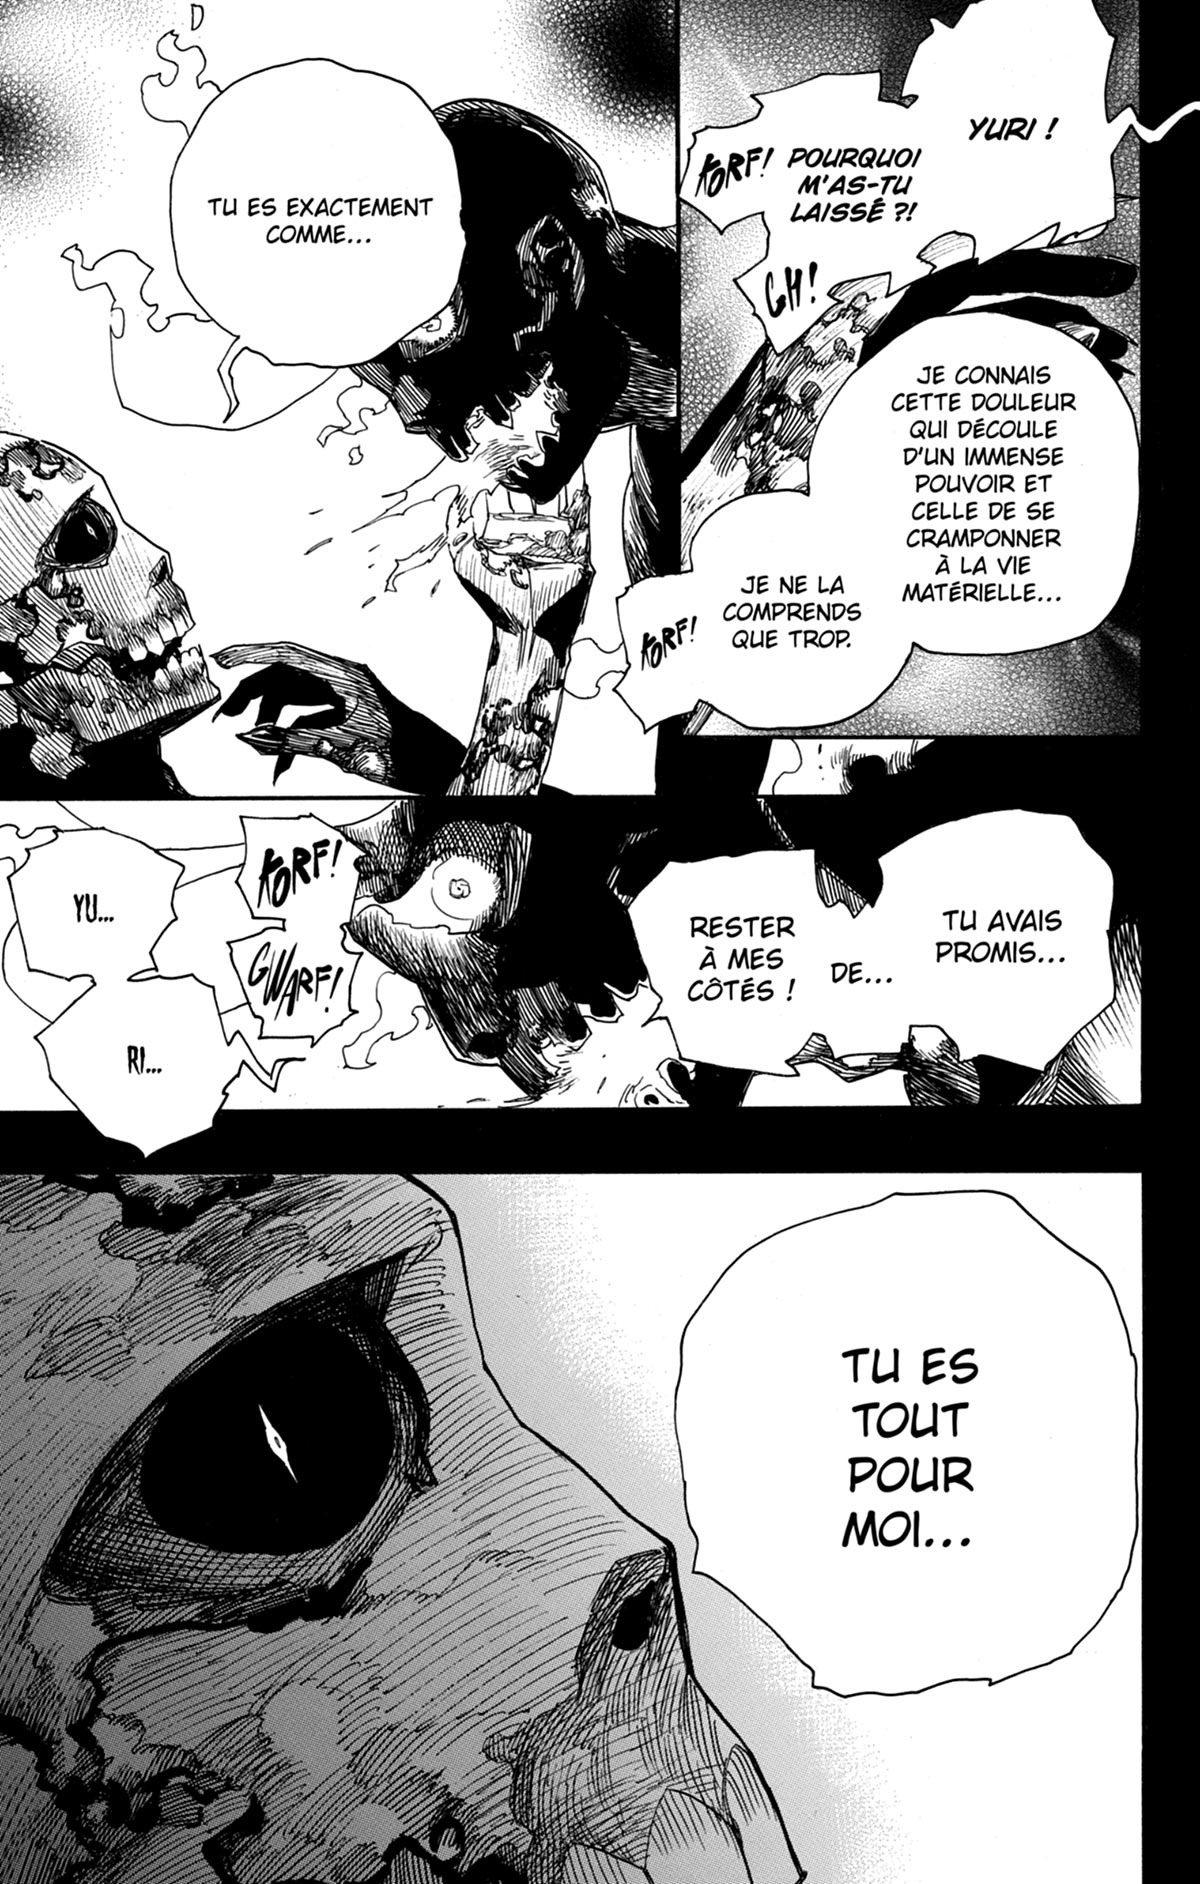 YURI !
POURQUOI
M'AS-TU
LAISSÉ ?!
KORF!
GH!
JE CONNAIS
CETTE DOULEUR
QUI DÉCOULE
D'UN IMMENSE
POUVOIR ET
CELLE DE SE
CRAMPONNER
À LA VIE
MATÉRIELLE...
JE NE LA
COMPRENDS
QUE TROP.
KORF!
TU ES EXACTEMENT
COMME...
TU AVAIS
PROMIS...
DE...
RESTER
À MES
CÔTÉS !
KORF!
GWARF!
YU...
RI...
TU ES
TOUT
POUR
MOI...